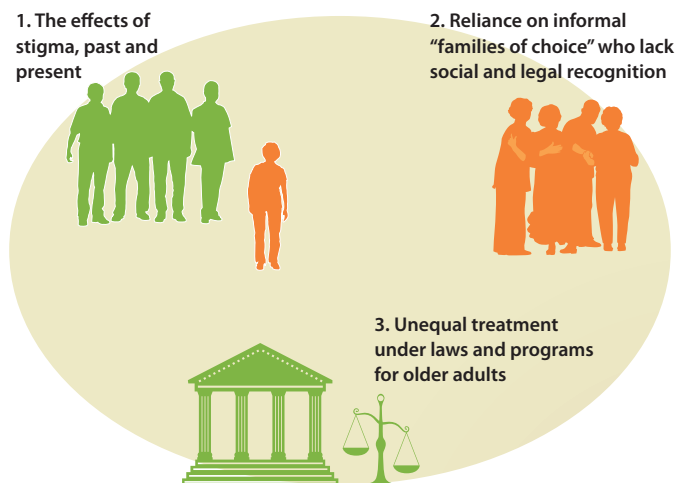 1. The effects of
stigma, past and
present
2. Reliance on informal
“families of choice” who lack
social and legal recognition
3. Unequal treatment
under laws and programs
for older adults